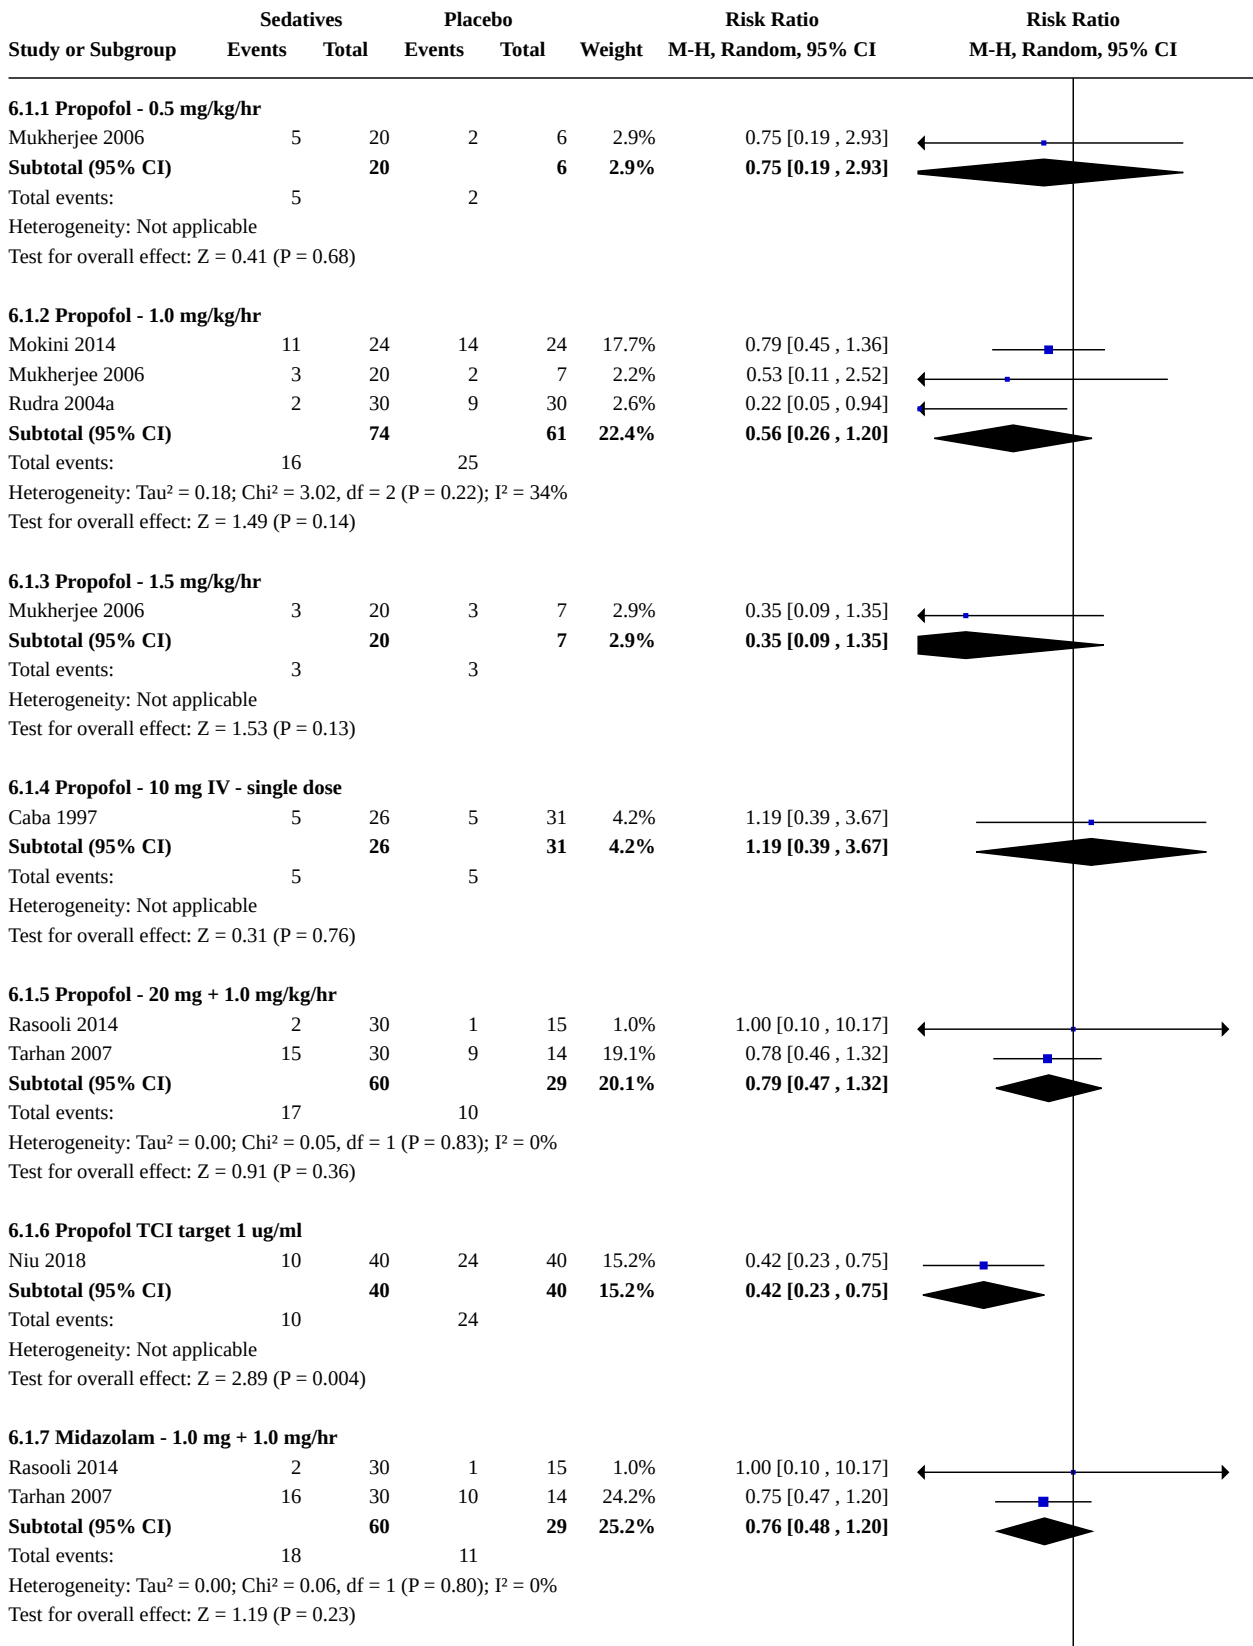 Sedatives Placebo Risk Ratio Risk Ratio
Study or Subgroup Events Total Events Total Weight M-H, Random, 95% CI M-H, Random, 95% CI
6.1.1 Propofol - 0.5 mg/kg/hr
Mukherjee 2006 5 20 2 6 2.9% 0.75 [0.19 , 2.93]
Subtotal (95% CI) 20 6 2.9% 0.75 [0.19 , 2.93]
Total events: 5 2
Heterogeneity: Not applicable
Test for overall effect: Z = 0.41 (P = 0.68)
6.1.2 Propofol - 1.0 mg/kg/hr
Mokini 2014 11 24 14 24 17.7% 0.79 [0.45 , 1.36]
Mukherjee 2006 3 20 2 7 2.2% 0.53 [0.11 , 2.52]
Rudra 2004a 2 30 9 30 2.6% 0.22 [0.05 , 0.94]
Subtotal (95% CI) 74 61 22.4% 0.56 [0.26 , 1.20]
Total events: 16 25
Heterogeneity: Tau² = 0.18; Chi² = 3.02, df = 2 (P = 0.22); I² = 34%
Test for overall effect: Z = 1.49 (P = 0.14)
6.1.3 Propofol - 1.5 mg/kg/hr
Mukherjee 2006 3 20 3 7 2.9% 0.35 [0.09 , 1.35]
Subtotal (95% CI) 20 7 2.9% 0.35 [0.09 , 1.35]
Total events: 3 3
Heterogeneity: Not applicable
Test for overall effect: Z = 1.53 (P = 0.13)
6.1.4 Propofol - 10 mg IV - single dose
Caba 1997 5 26 5 31 4.2% 1.19 [0.39 , 3.67]
Subtotal (95% CI) 26 31 4.2% 1.19 [0.39 , 3.67]
Total events: 5 5
Heterogeneity: Not applicable
Test for overall effect: Z = 0.31 (P = 0.76)
6.1.5 Propofol - 20 mg + 1.0 mg/kg/hr
Rasooli 2014 2 30 1 15 1.0% 1.00 [0.10 , 10.17]
Tarhan 2007 15 30 9 14 19.1% 0.78 [0.46 , 1.32]
Subtotal (95% CI) 60 29 20.1% 0.79 [0.47 , 1.32]
Total events: 17 10
Heterogeneity: Tau² = 0.00; Chi² = 0.05, df = 1 (P = 0.83); I² = 0%
Test for overall effect: Z = 0.91 (P = 0.36)
6.1.6 Propofol TCI target 1 ug/ml
Niu 2018 10 40 24 40 15.2% 0.42 [0.23 , 0.75]
Subtotal (95% CI) 40 40 15.2% 0.42 [0.23 , 0.75]
Total events: 10 24
Heterogeneity: Not applicable
Test for overall effect: Z = 2.89 (P = 0.004)
6.1.7 Midazolam - 1.0 mg + 1.0 mg/hr
Rasooli 2014 2 30 1 15 1.0% 1.00 [0.10 , 10.17]
Tarhan 2007 16 30 10 14 24.2% 0.75 [0.47 , 1.20]
Subtotal (95% CI) 60 29 25.2% 0.76 [0.48 , 1.20]
Total events: 18 11
Heterogeneity: Tau² = 0.00; Chi² = 0.06, df = 1 (P = 0.80); I² = 0%
Test for overall effect: Z = 1.19 (P = 0.23)